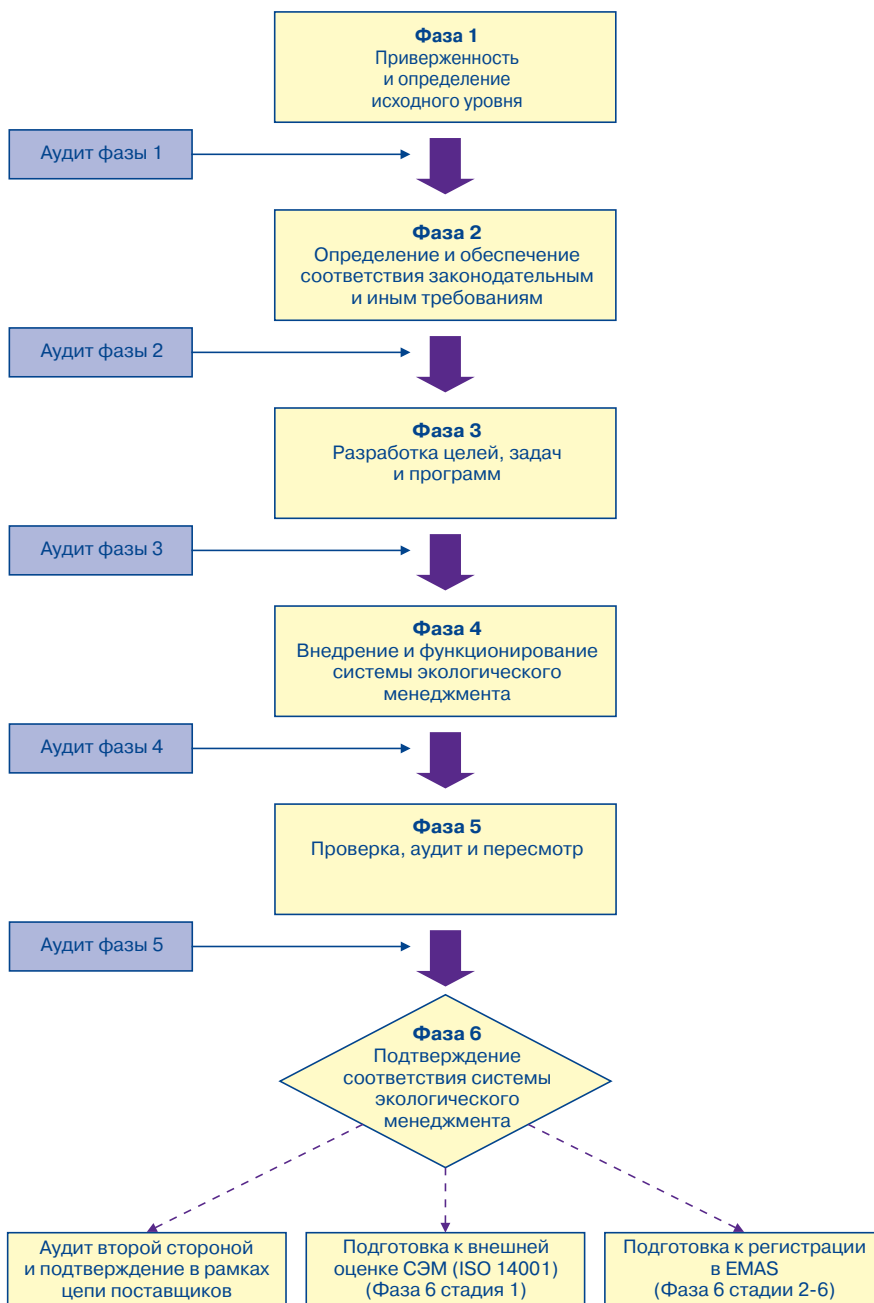 Фаза 1
Приверженность
и определение
исходного уровня
Аудит фазы 1
Фаза 2
Определение и обеспечение
соответствия законодательным
и иным требованиям
Аудит фазы 2
Фаза 3
Разработка целей, задач
и программ
Аудит фазы 3
Фаза 4
Внедрение и функционирование
системы экологического
менеджмента
Аудит фазы 4
Фаза 5
Проверка, аудит и пересмотр
Аудит фазы 5
Фаза 6
Подтверждение
соответствия системы
экологического
менеджмента
Аудит второй стороной
и подтверждение в рамках
цепи поставщиков
Подготовка к внешней
оценке СЭМ (ISO 14001)
(Фаза 6 стадия 1)
Подготовка к регистрации
в EMAS
(Фаза 6 стадии 2-6)